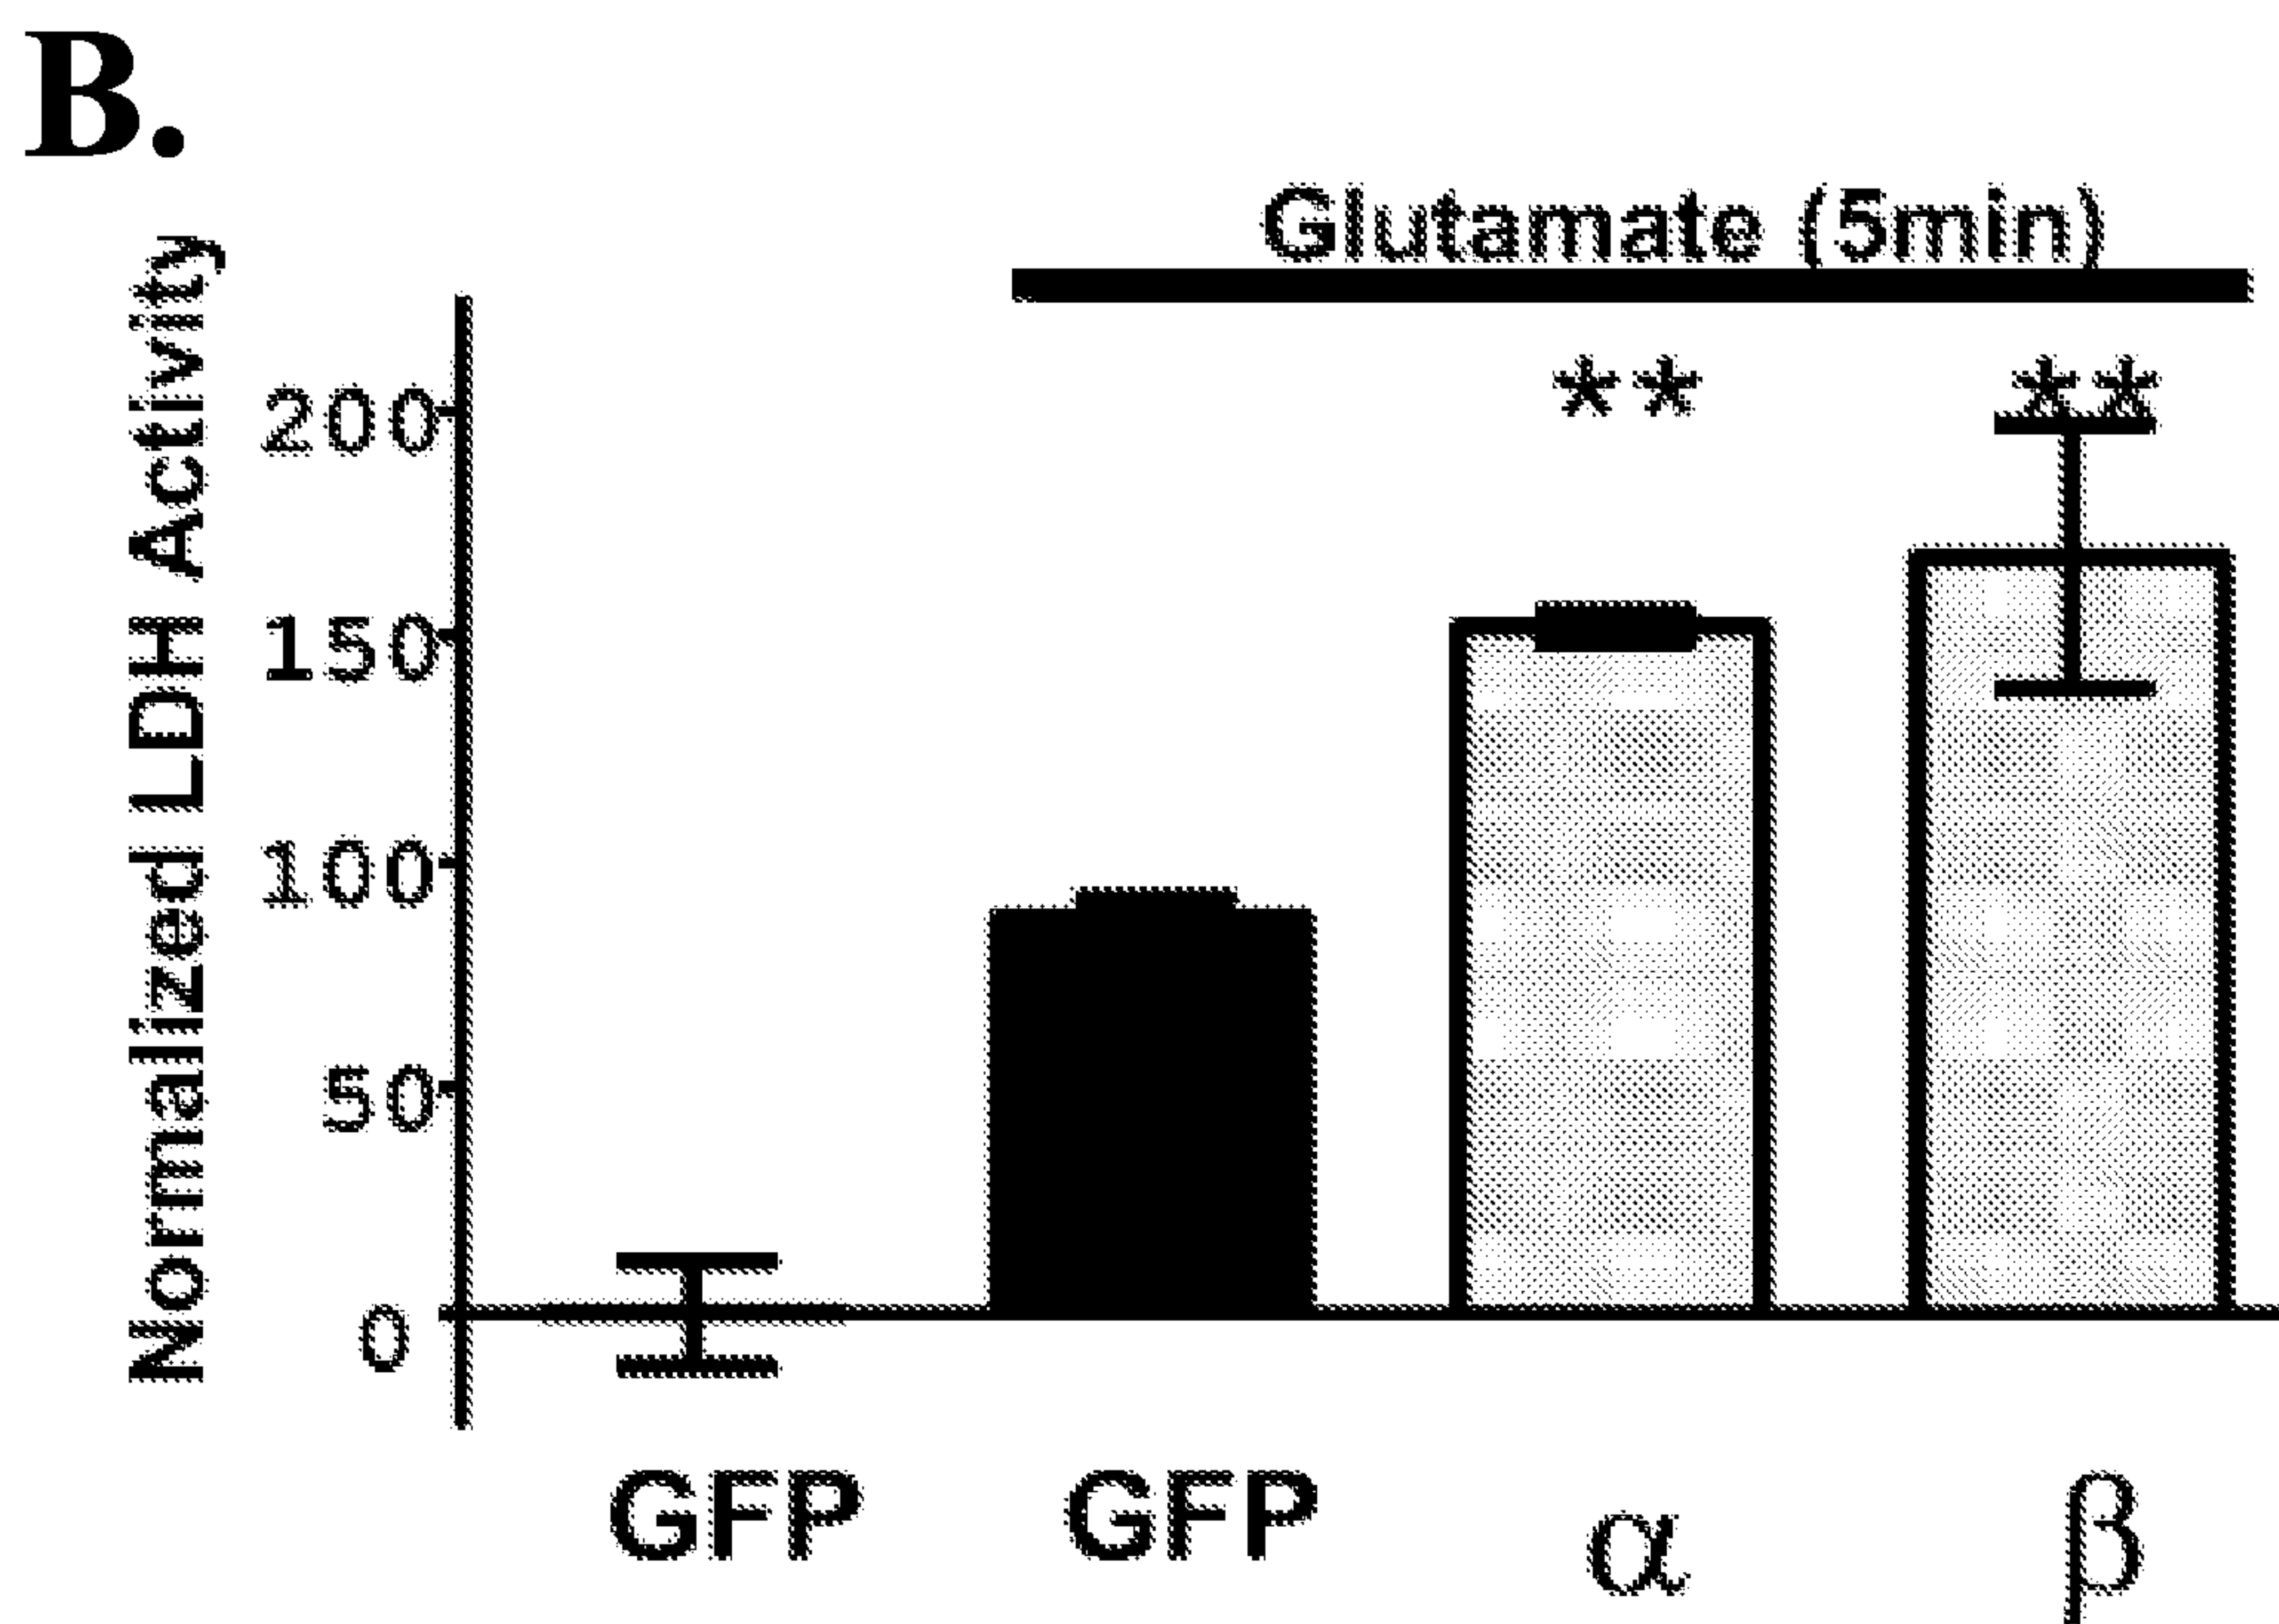 B.
Glutamate (5min)
** **
Normalized LDH Activity
200
150
100
50
0
GFP GFP α β